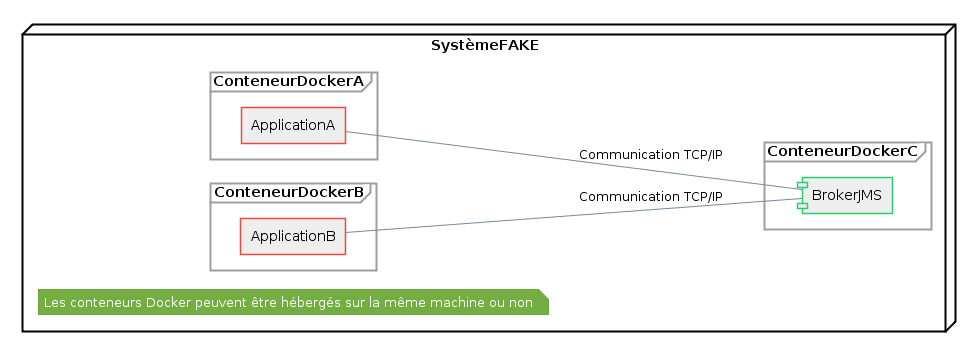 SystèmeFAKE
ConteneurDockerA
ApplicationA
Communication TCP/IP
ConteneurDockerC
BrokerJMS
ConteneurDockerB
Communication TCP/IP
ApplicationB
Les conteneurs Docker peuvent être hébergés sur la même machine ou non